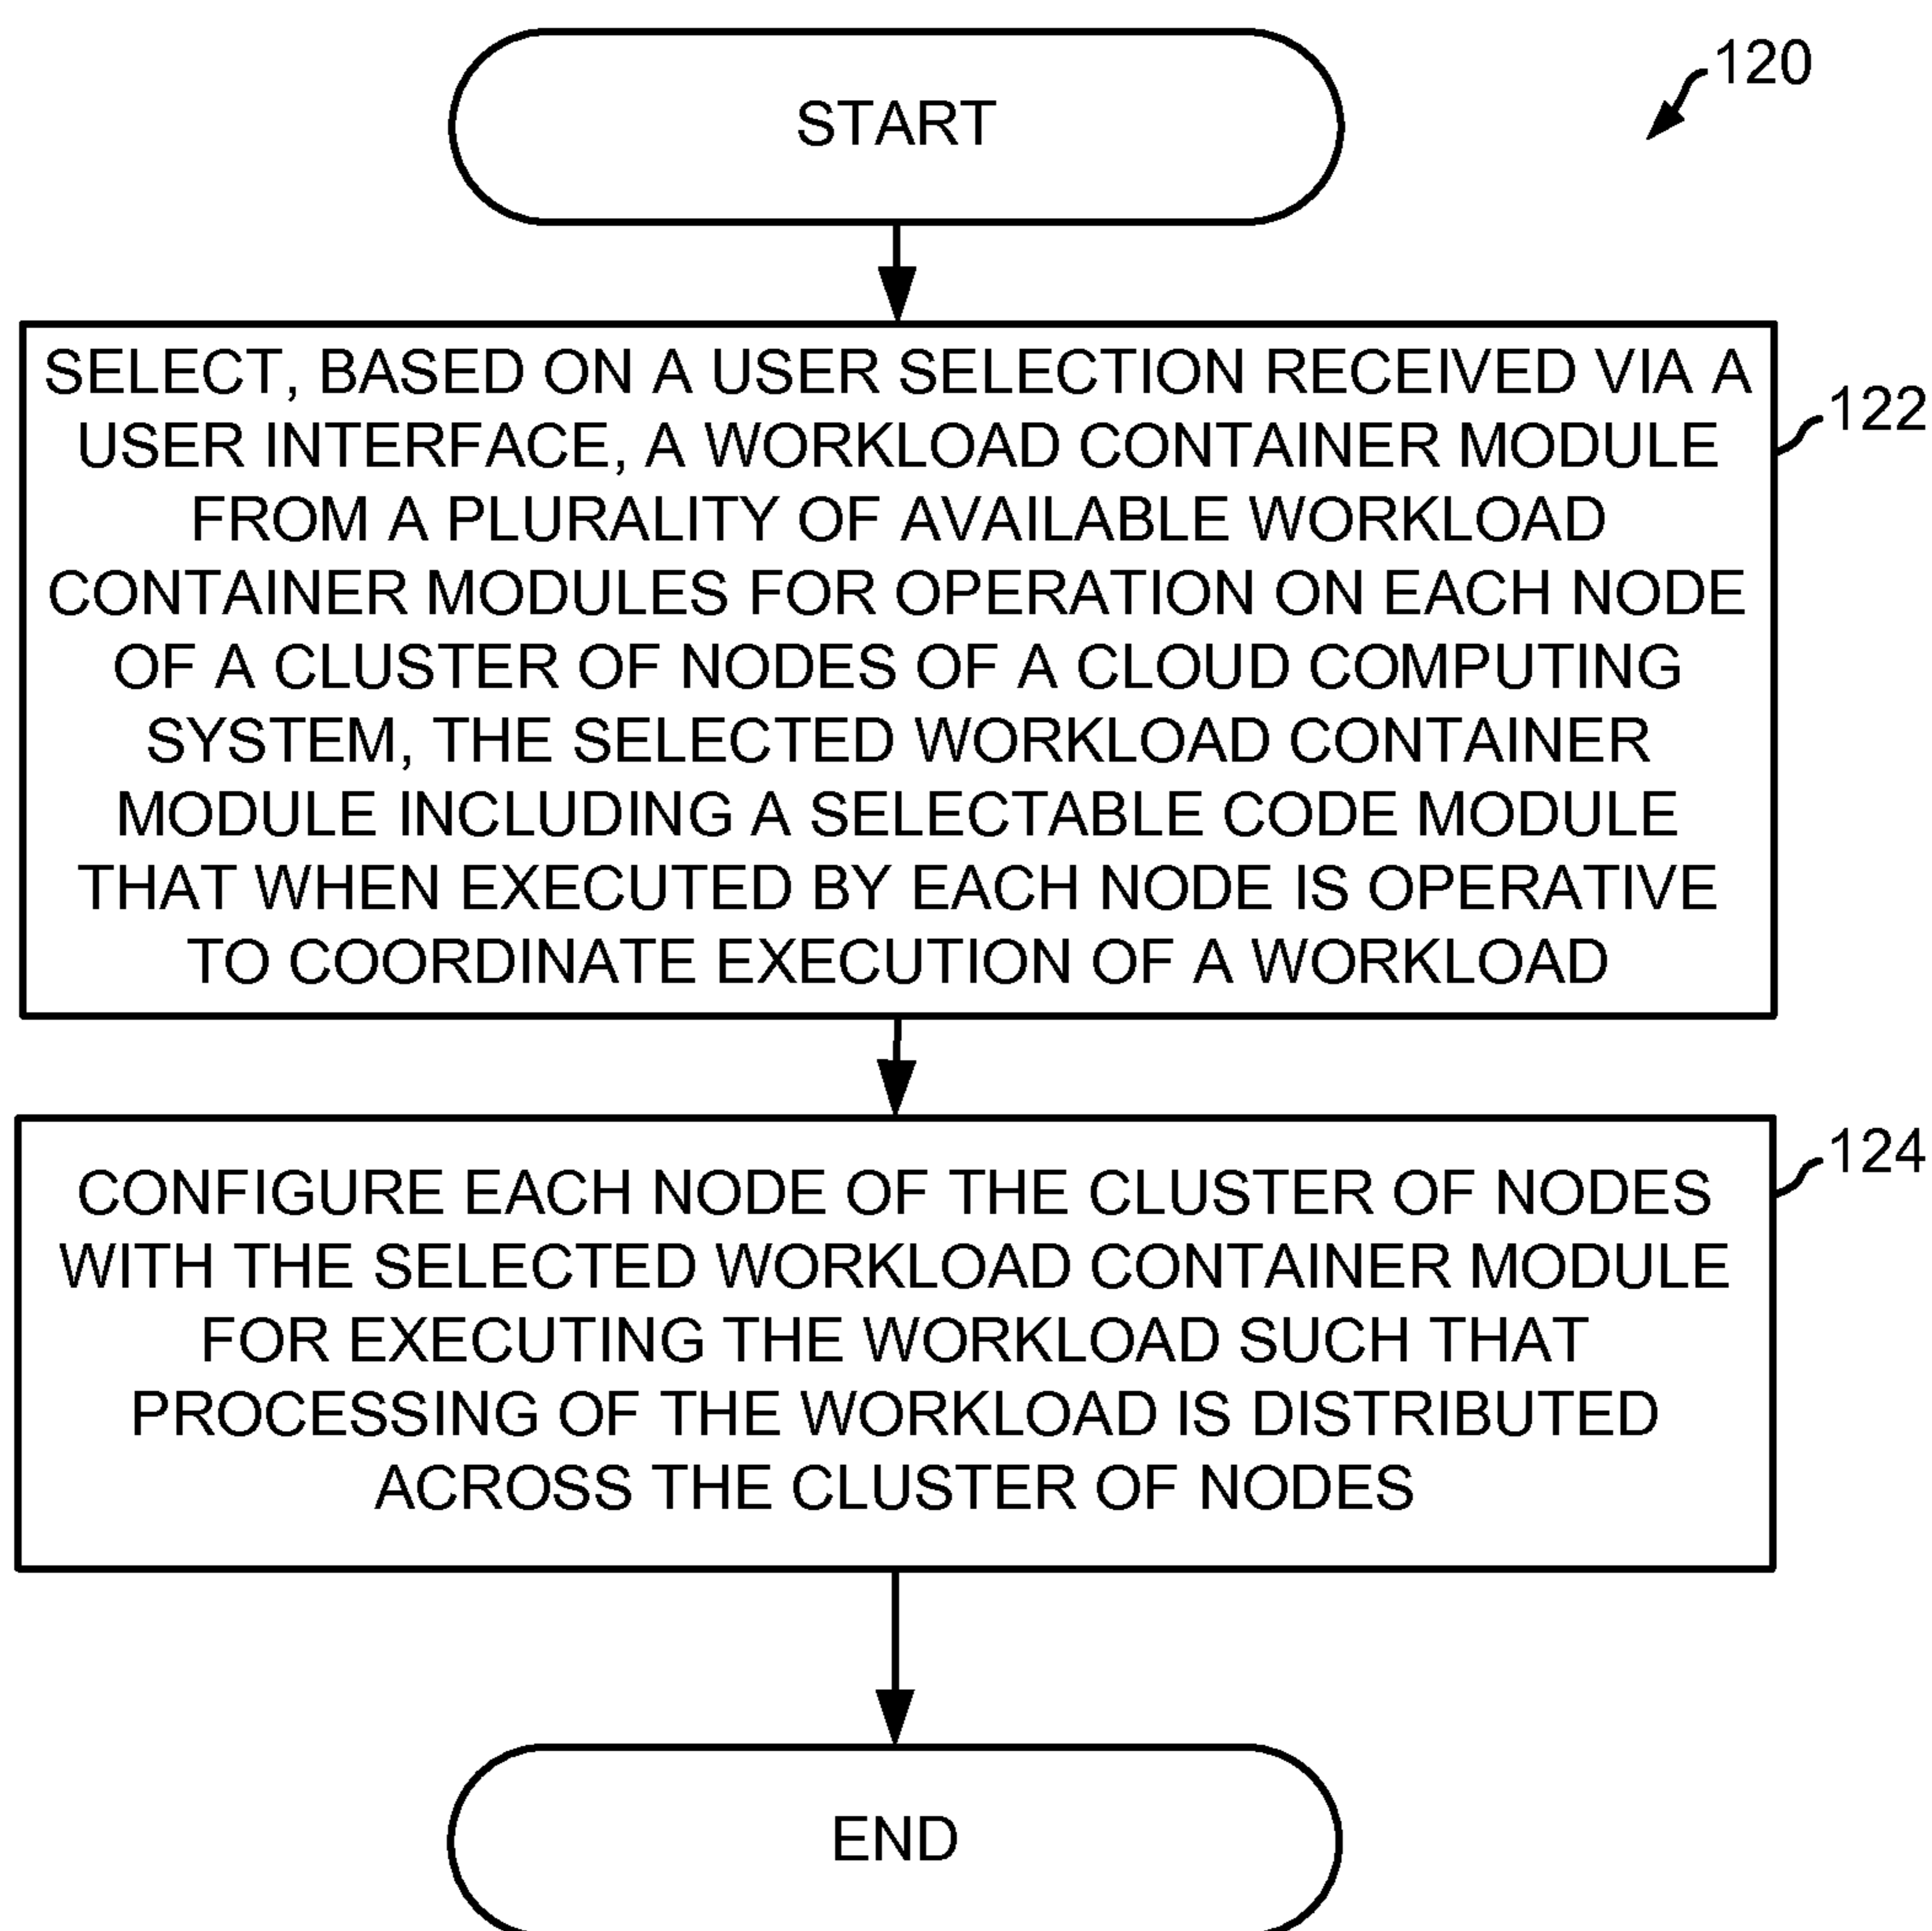 START
120
SELECT, BASED ON A USER SELECTION RECEIVED VIA A
USER INTERFACE, A WORKLOAD CONTAINER MODULE
FROM A PLURALITY OF AVAILABLE WORKLOAD
CONTAINER MODULES FOR OPERATION ON EACH NODE
OF A CLUSTER OF NODES OF A CLOUD COMPUTING
SYSTEM, THE SELECTED WORKLOAD CONTAINER
MODULE INCLUDING A SELECTABLE CODE MODULE
THAT WHEN EXECUTED BY EACH NODE IS OPERATIVE
TO COORDINATE EXECUTION OF A WORKLOAD
122
CONFIGURE EACH NODE OF THE CLUSTER OF NODES
WITH THE SELECTED WORKLOAD CONTAINER MODULE
FOR EXECUTING THE WORKLOAD SUCH THAT
PROCESSING OF THE WORKLOAD IS DISTRIBUTED
ACROSS THE CLUSTER OF NODES
124
END